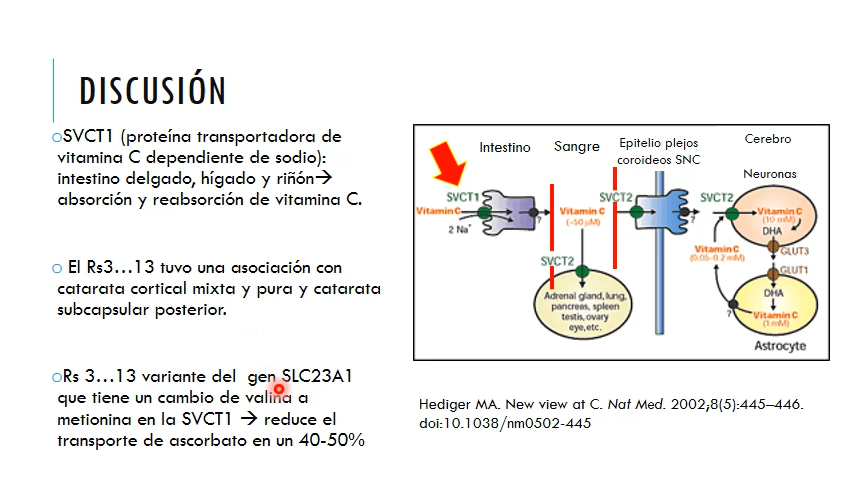 DISCUSIÓN
oSVCT1 (proteína transportadora de
vitamina C dependiente de sodio):
intestino delgado, hígado y riñón→
absorción y reabsorción de vitamina C.
o El Rs3...13 tuvo una asociación con
catarata cortical mixta y pura y catarata
subcapsular posterior.
oRs 3...13 variante del gen SLC23A1
que tiene un cambio de valina a
metionina en la SVCT1 → reduce el
transporte de ascorbato en un 40-50%
Intestino
Sangre
Epitelio plejos
coroideos SNC
Cerebro
Neuronas
SVCT1
Vitamin C
2 Na+
?
Vitamin C
(~50 µM)
SVCT2
Adrenal gland, lung,
pancreas, spleen
testis, ovary
eye, etc.
SVCT2
?
SVCT2
Vitamin C
(10 mM)
DHA
GLUT3
Vitamin C
(0.05-0.2 mM)
GLUT1
DHA
?
Vitamin C
(1 mM)
Astrocyte
Hediger MA. New view at C. Nat Med. 2002;8(5):445–446.
doi:10.1038/nm0502-445